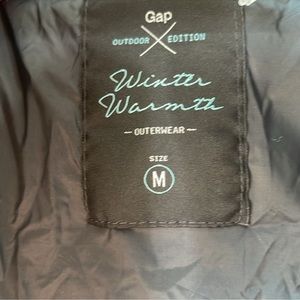 Gap
OUTDOOR EDITION
Winter
Warmth
— OUTERWEAR —
SIZE
M